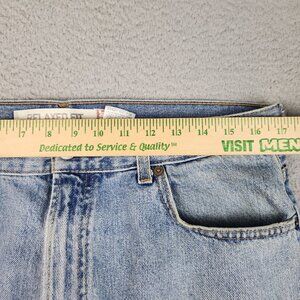 RELAXED FIT
7 8 9 10 11 12 13 14 15 16 17
Dedicated to Service & Quality™
VISIT MEN